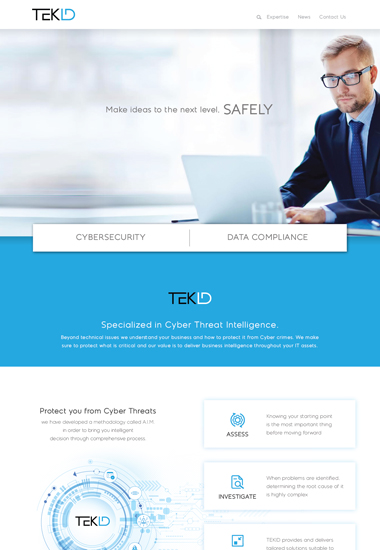 TEKID
Expertise News Contact Us
Make ideas to the next level. SAFELY
CYBERSECURITY
DATA COMPLIANCE
TEKID
Specialized in Cyber Threat Intelligence.
Beyond technical issues we understand your business and how to protect it from Cyber crimes. We make
sure to protect what is critical and our value is to deliver business intelligence throughout your IT assets.
Protect you from Cyber Threats
we have developed a methodology called A.I.M.
in order to bring you intelligent
decision through comprehensive process.
TEKID
ASSESS
Knowing your starting point
is the most important thing
before moving forward.
INVESTIGATE
When problems are identified,
determining the root cause of it
is highly complex.
TEKID provides and delivers
tailored solutions suitable to